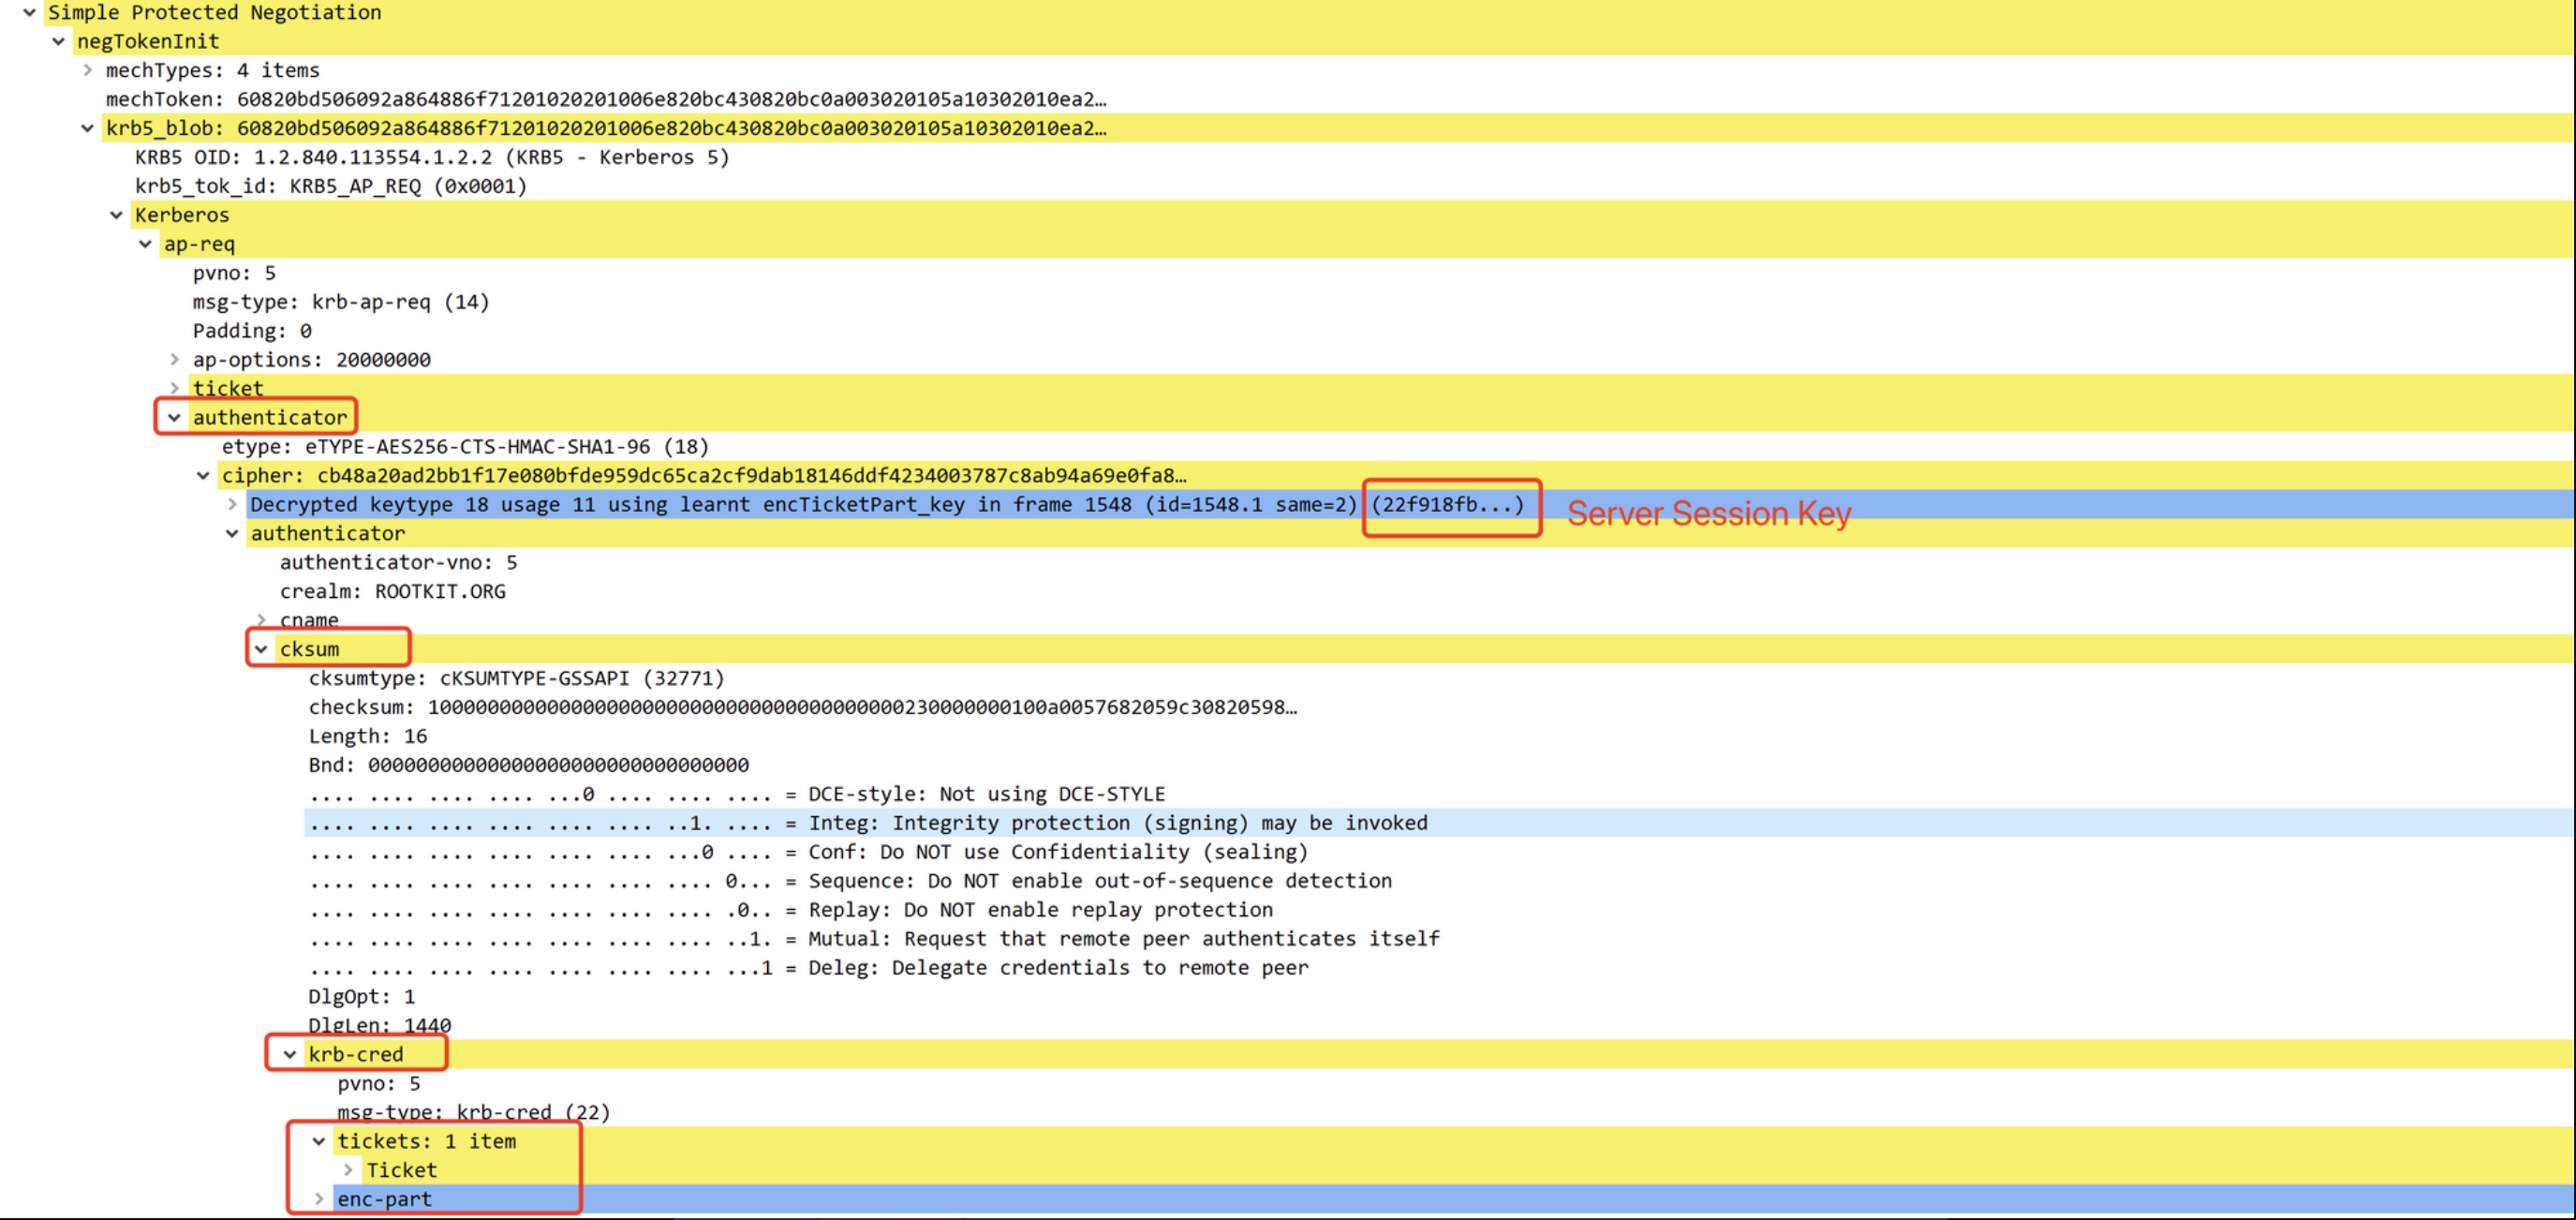 Simple Protected Negotiation
negTokenInit
mechTypes: 4 items
mechToken: 60820bd506092a864886f71201020201006e820bc430820bc0a003020105a10302010ea2…
krb5_blob: 60820bd506092a864886f71201020201006e820bc430820bc0a003020105a10302010ea2…
KRB5 OID: 1.2.840.113554.1.2.2 (KRB5 - Kerberos 5)
krb5_tok_id: KRB5_AP_REQ (0x0001)
Kerberos
ap-req
pvno: 5
msg-type: krb-ap-req (14)
Padding: 0
ap-options: 20000000
ticket
authenticator
etype: eTYPE-AES256-CTS-HMAC-SHA1-96 (18)
cipher: cb48a20ad2bb1f17e080bfde959dc65ca2cf9dab18146ddf4234003787c8ab94a69e0fa8…
Decrypted keytype 18 usage 11 using learnt encTicketPart_key in frame 1548 (id=1548.1 same=2) (22f918fb...) Server Session Key
authenticator
authenticator-vno: 5
crealm: ROOTKIT.ORG
cname
cksum
cksumtype: cKSUMTYPE-GSSAPI (32771)
checksum: 1000000000000000000000000000000000000000230000000100a0057682059c30820598…
Length: 16
Bnd: 00000000000000000000000000000000
.... .... .... .... ...0 .... .... .... = DCE-style: Not using DCE-STYLE
.... .... .... .... .... .... ..1. .... = Integ: Integrity protection (signing) may be invoked
.... .... .... .... .... .... ...0 .... = Conf: Do NOT use Confidentiality (sealing)
.... .... .... .... .... .... .... 0... = Sequence: Do NOT enable out-of-sequence detection
.... .... .... .... .... .... .... .0.. = Replay: Do NOT enable replay protection
.... .... .... .... .... .... .... ..1. = Mutual: Request that remote peer authenticates itself
.... .... .... .... .... .... .... ...1 = Deleg: Delegate credentials to remote peer
DlgOpt: 1
DlgLen: 1440
krb-cred
pvno: 5
msg-type: krb-cred (22)
tickets: 1 item
Ticket
enc-part